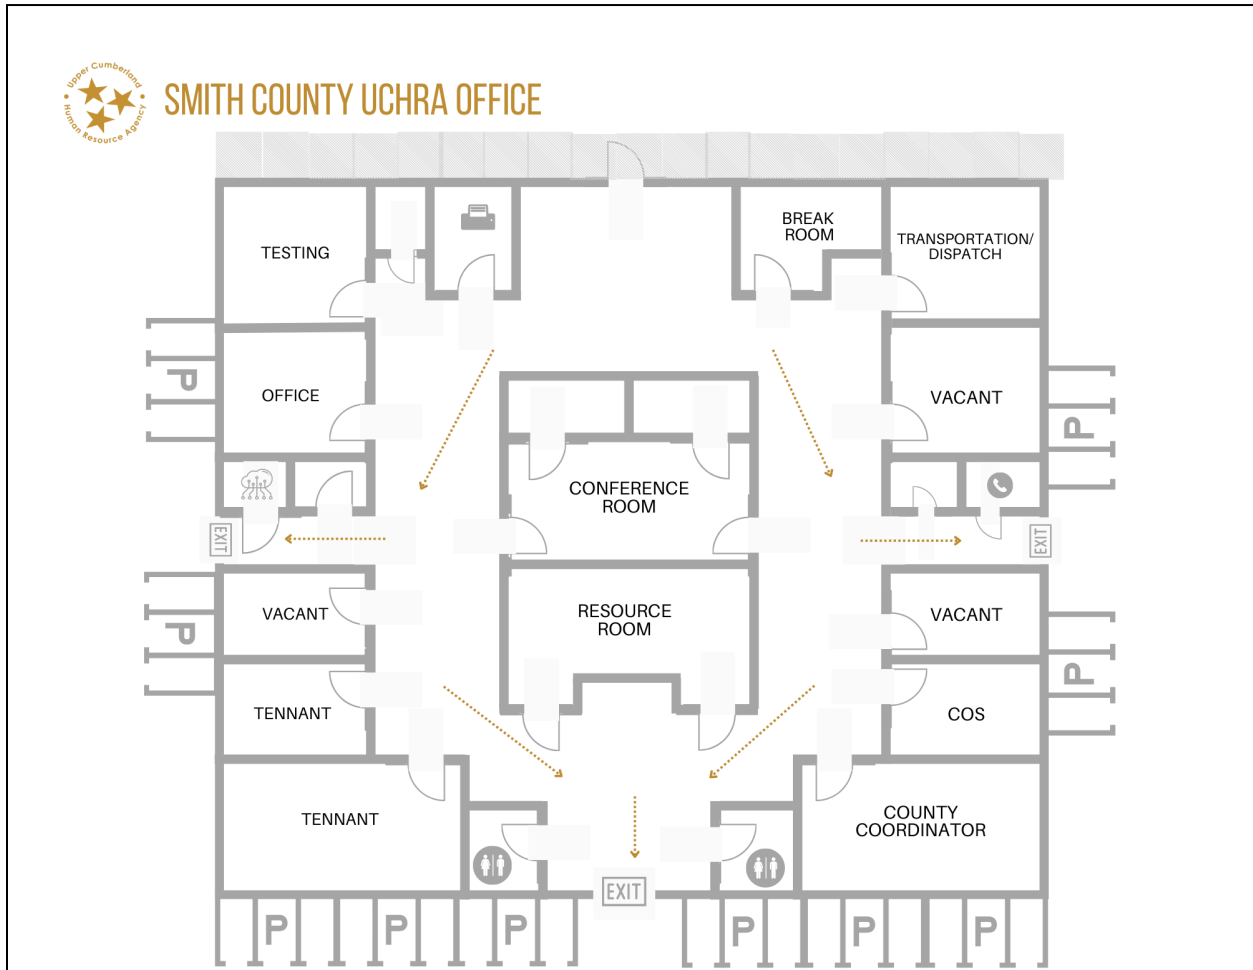 Upper Cumberland
Human Resource Agency
SMITH COUNTY UCHRA OFFICE
TESTING
BREAK
ROOM
TRANSPORTATION/
DISPATCH
OFFICE
VACANT
P
P
CONFERENCE
ROOM
EXIT
EXIT
VACANT
RESOURCE
ROOM
VACANT
P
P
TENNANT
COS
TENNANT
COUNTY
COORDINATOR
EXIT
P
P
P
P
P
P